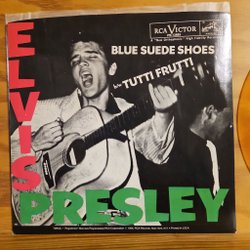 RCA VICTOR
BLUE SUEDE SHOES
b/w TUTTI FRUTTI
ELVIS
PRESLEY